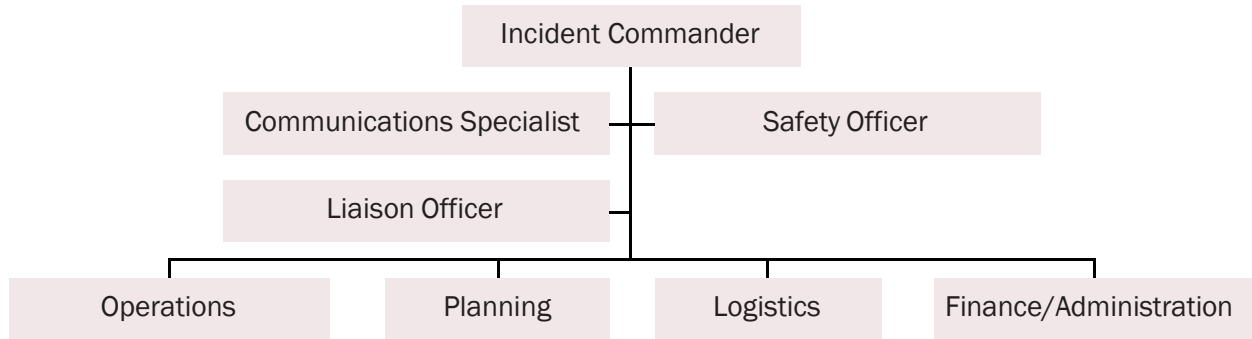 Incident Commander
Communications Specialist
Safety Officer
Liaison Officer
Operations
Planning
Logistics
Finance/Administration